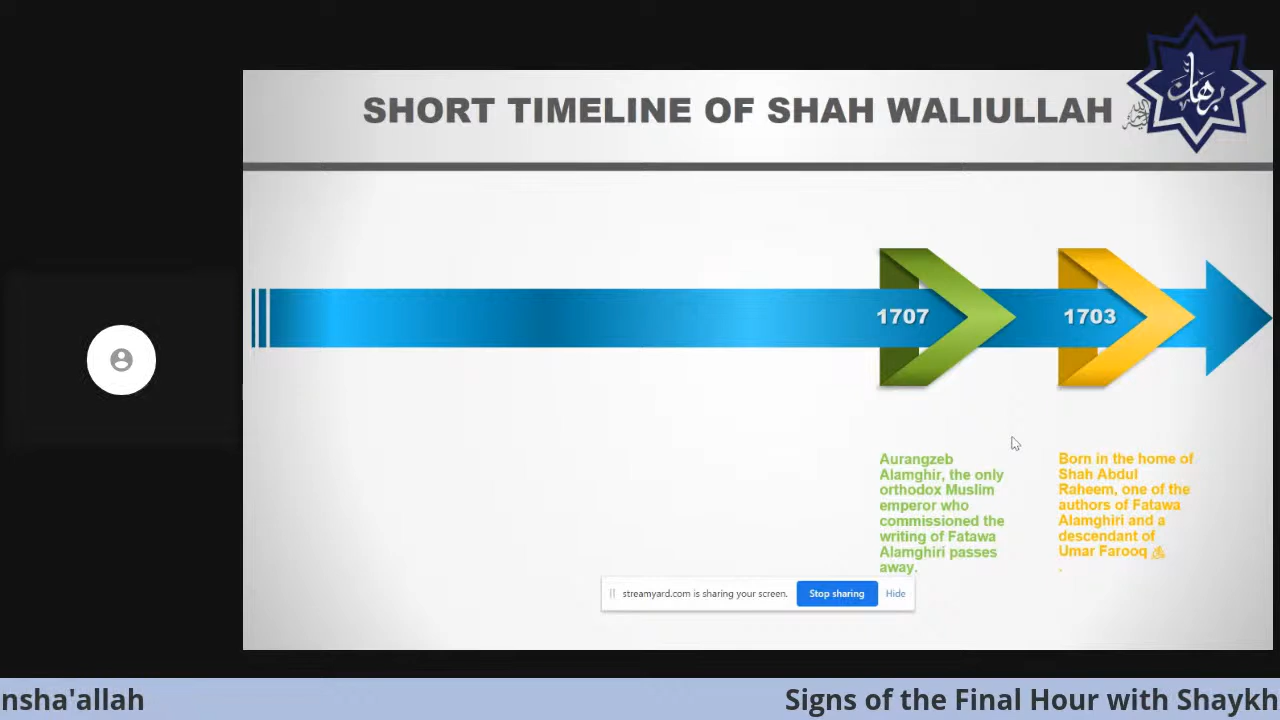 SHORT TIMELINE OF SHAH WALIULLAH
برهان
1707
1703
Aurangzeb
Alamghir, the only
orthodox Muslim
emperor who
commissioned the
writing of Fatawa
Alamghiri passes
away.
Born in the home of
Shah Abdul
Raheem, one of the
authors of Fatawa
Alamghiri and a
descendant of
Umar Farooq
.
streamyard.com is sharing your screen.
Stop sharing
Hide
nsha'allah
Signs of the Final Hour with Shaykh